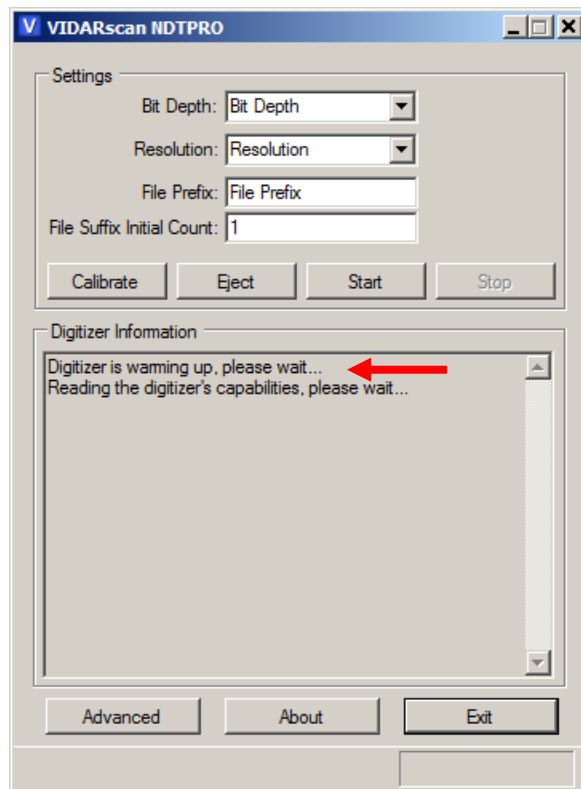 V VIDARscan NDTPRO
Settings
Bit Depth: Bit Depth
Resolution: Resolution
File Prefix: File Prefix
File Suffix Initial Count: 1
Calibrate Eject Start Stop
Digitizer Information
Digitizer is warming up, please wait...
Reading the digitizer's capabilities, please wait...
Advanced About Exit